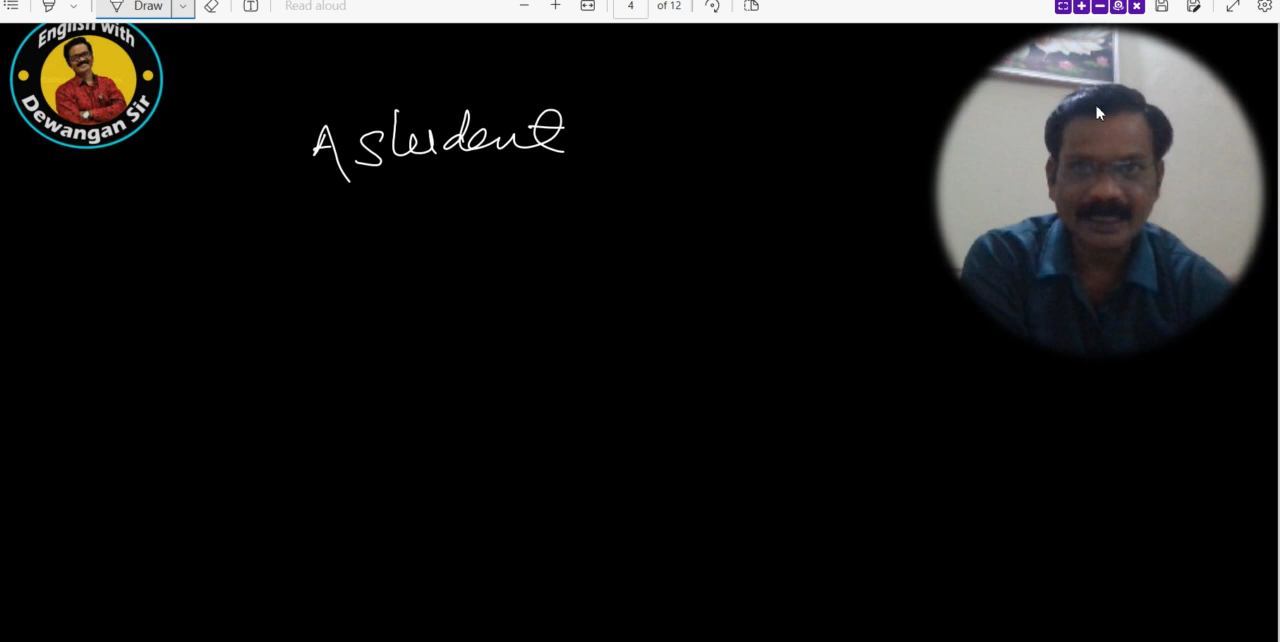 Draw
Read aloud
4 of 12
English with
Dewangan Sir
A student